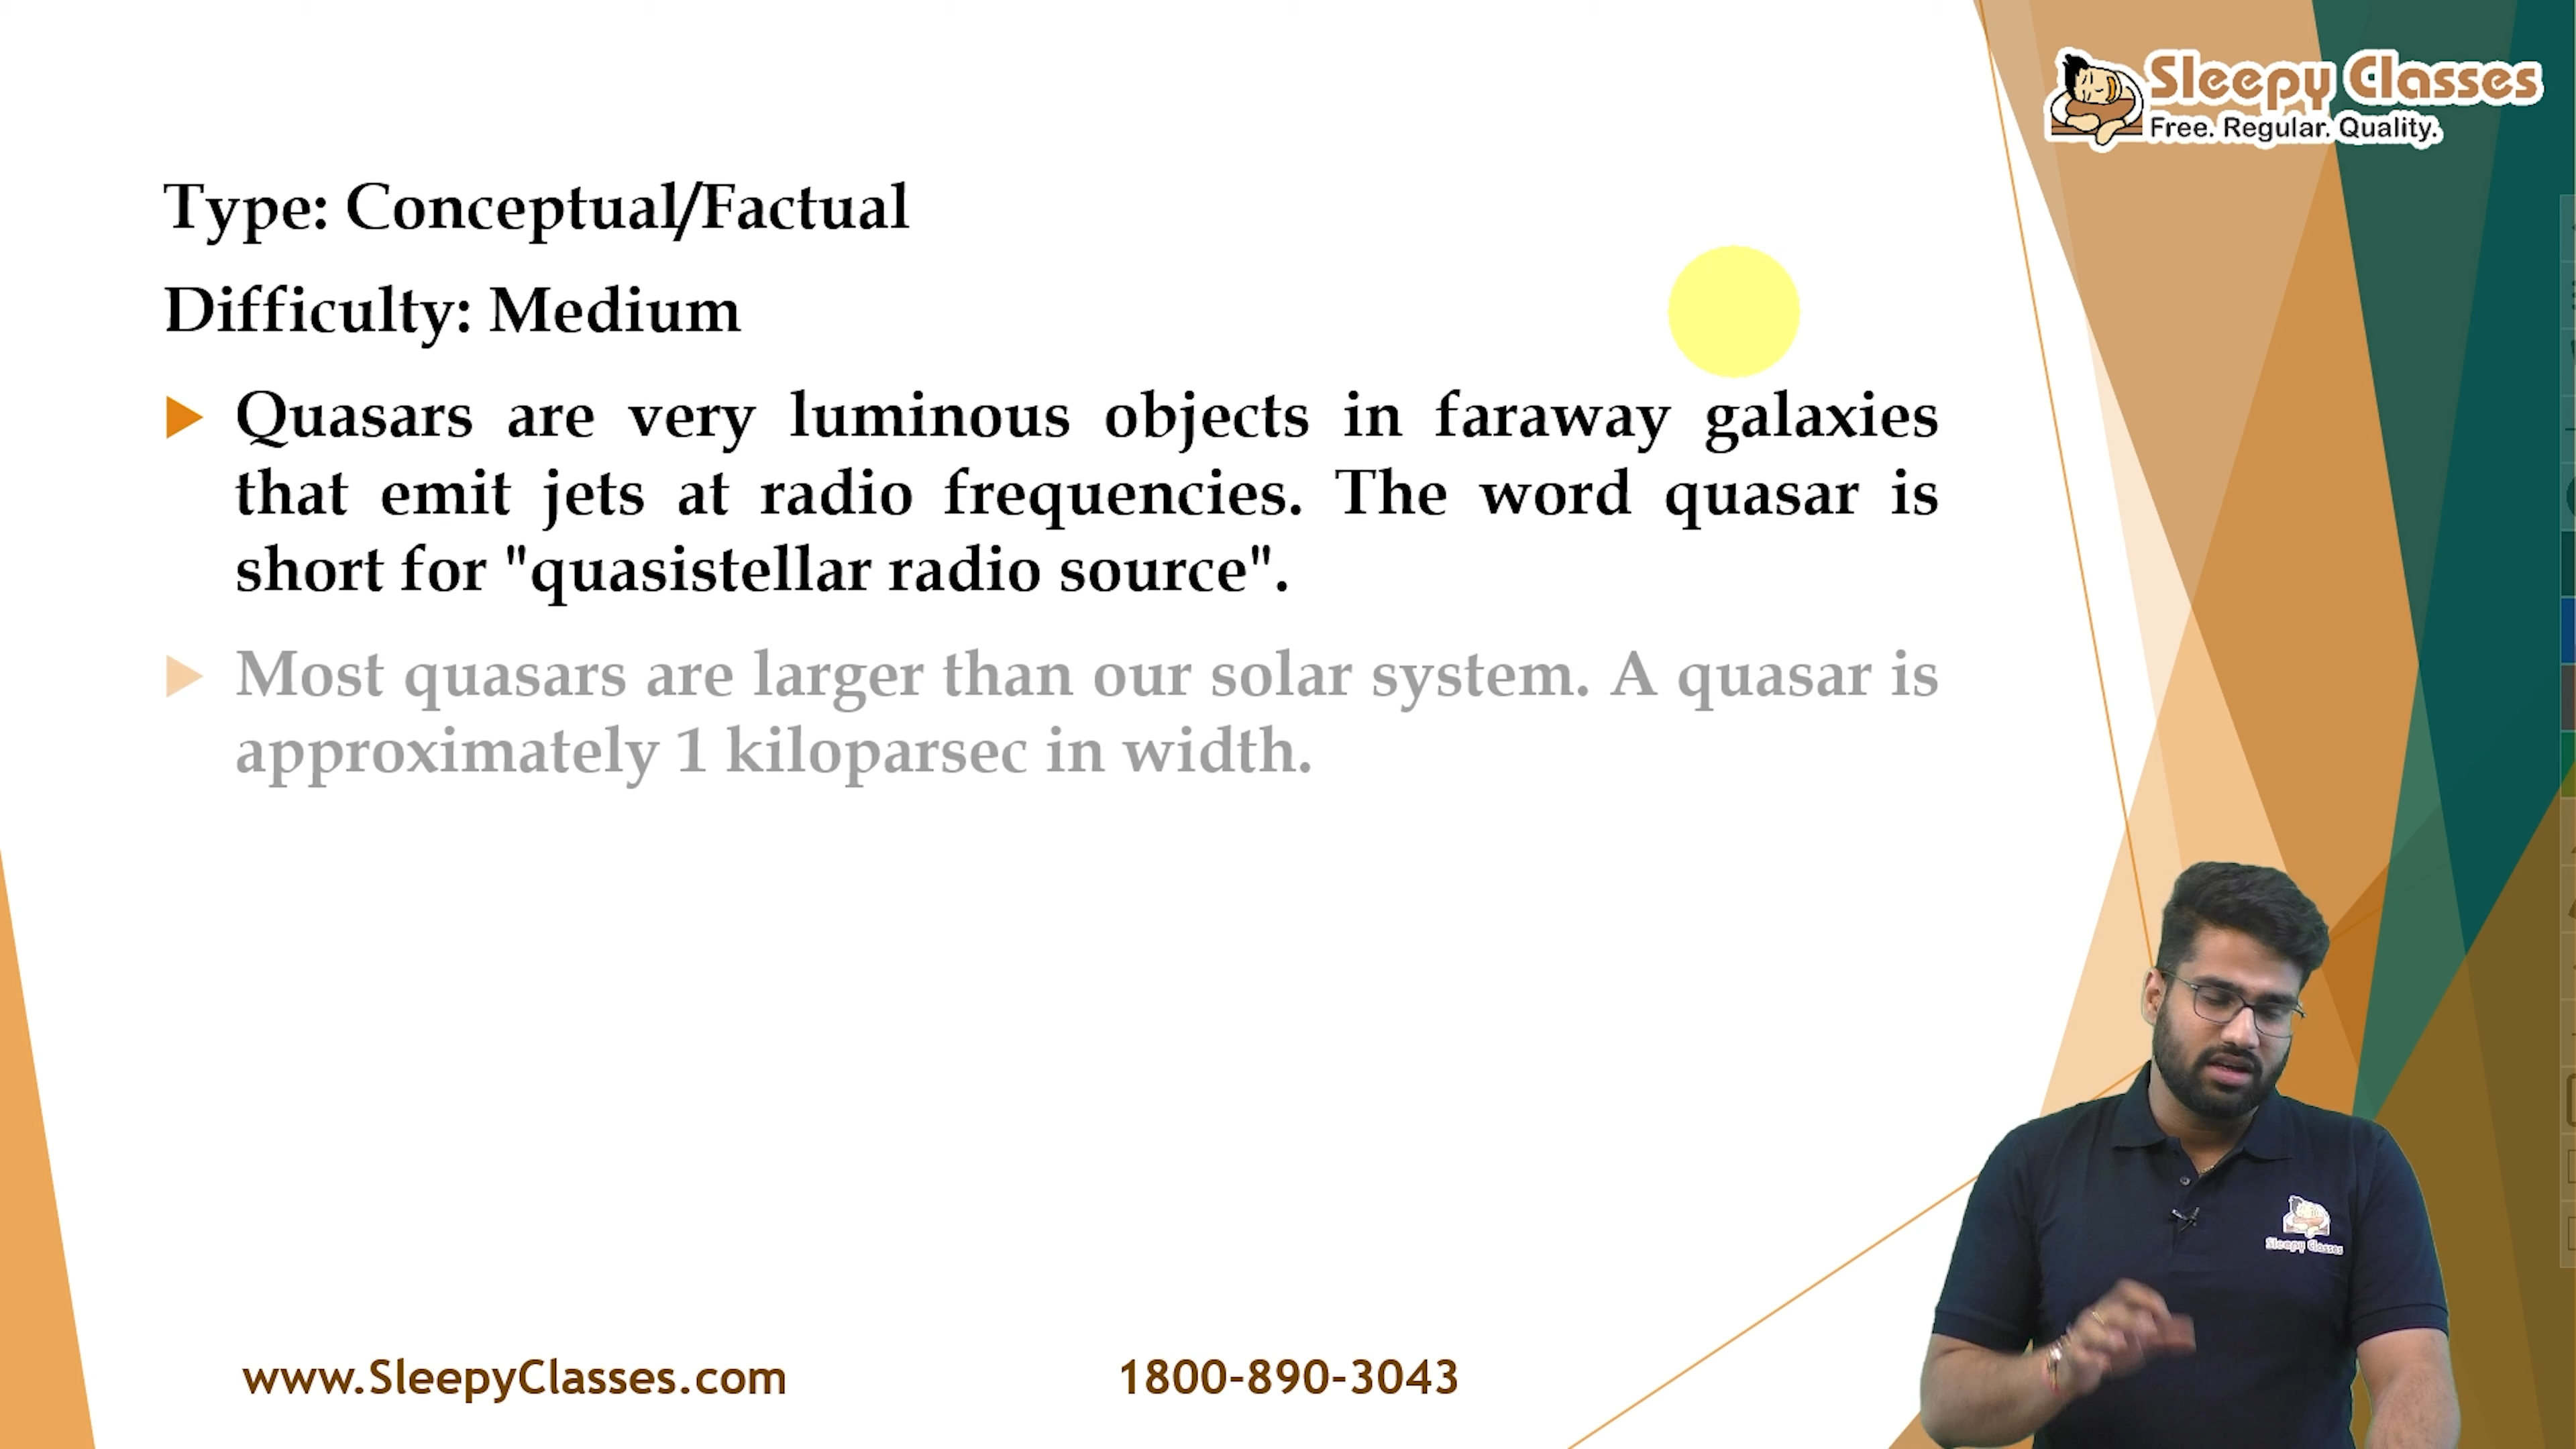 Sleepy Classes
Free. Regular. Quality.
Type: Conceptual/Factual
Difficulty: Medium
Quasars are very luminous objects in faraway galaxies
that emit jets at radio frequencies. The word quasar is
short for "quasistellar radio source".
Most quasars are larger than our solar system. A quasar is
approximately 1 kiloparsec in width.
Sleepy Classes
www.SleepyClasses.com
1800-890-3043